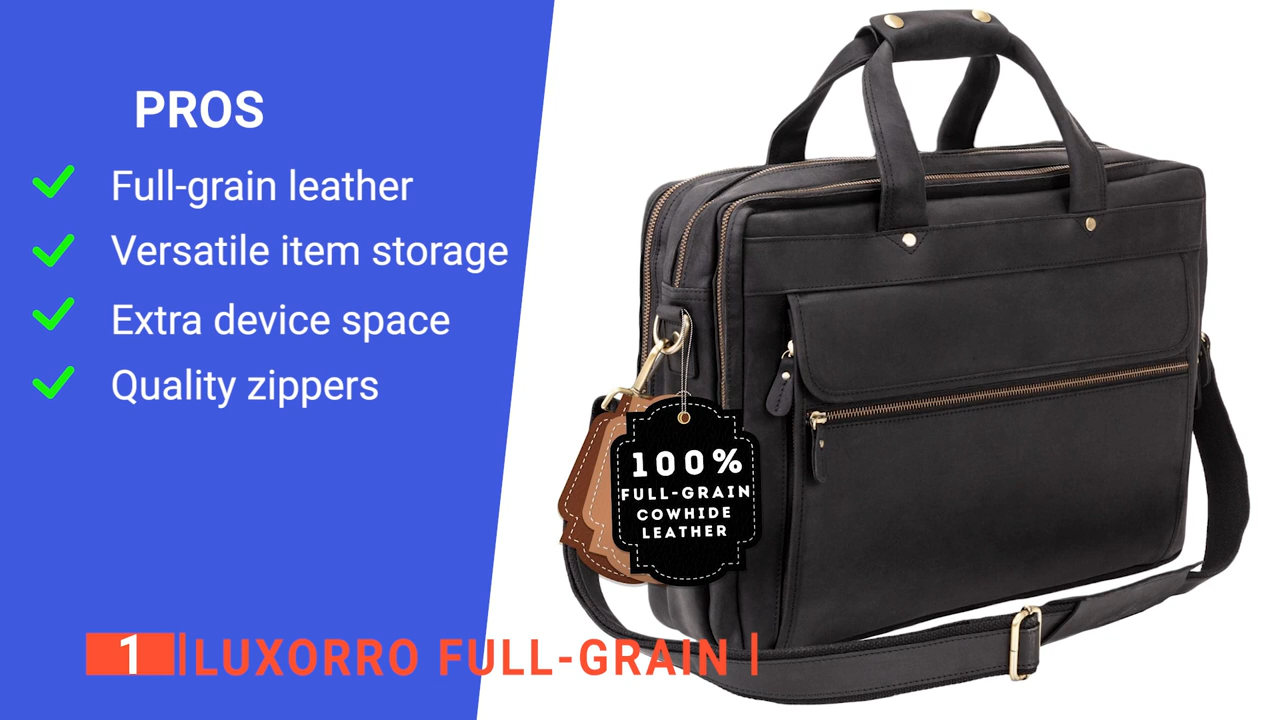 PROS
Full-grain leather
Versatile item storage
Extra device space
Quality zippers
100%
FULL-GRAIN
COWHIDE
LEATHER
1 |LUXORRO FULL-GRAIN |